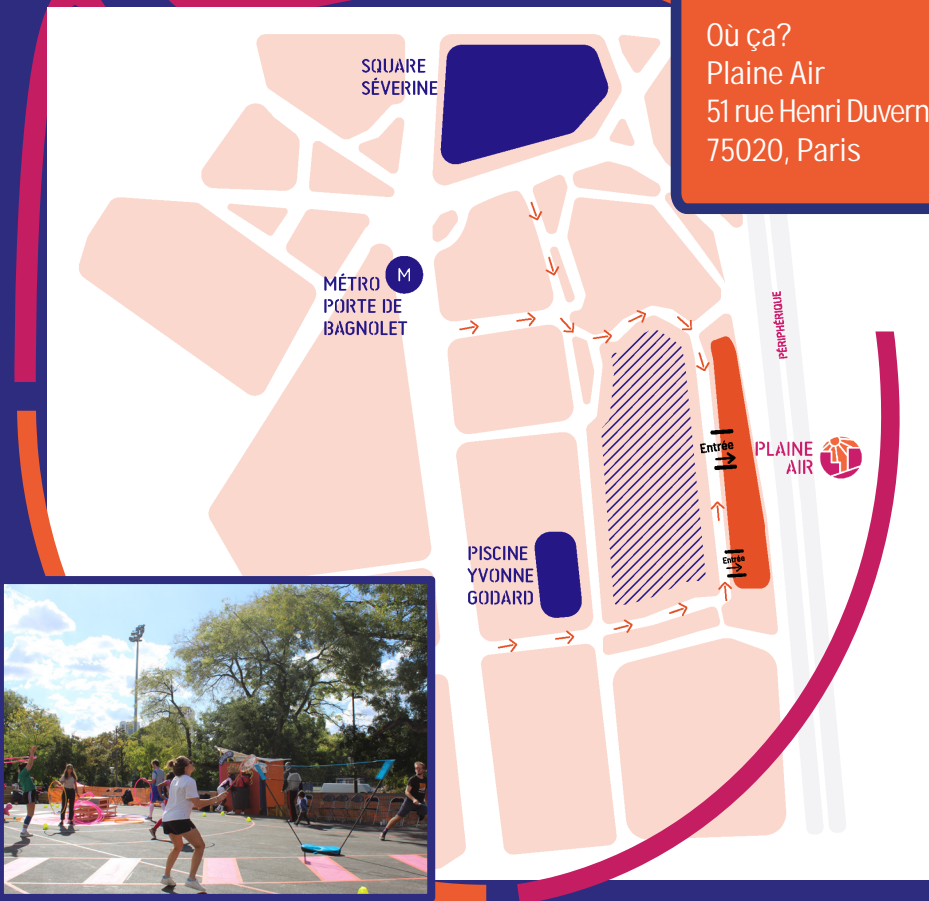 Où ça?
Plaine Air
51 rue Henri Duvern
75020, Paris
SQUARE
SÉVERINE
MÉTRO M
PORTE DE
BAGNOLET
PÉRIPHÉRIQUE
Entrée
PLAINE
AIR
Entrée
PISCINE
YVONNE
GODARD